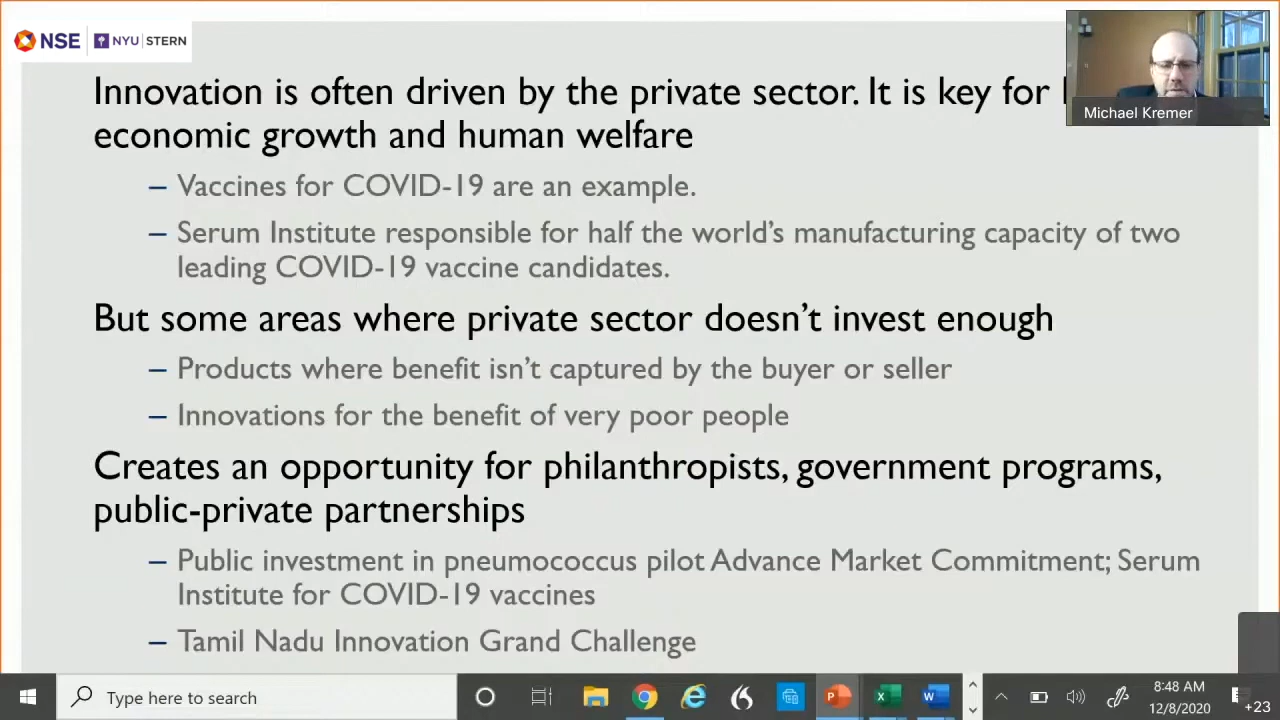 NSE NYU STERN
Innovation is often driven by the private sector. It is key for
Michael Kremer
economic growth and human welfare
– Vaccines for COVID-19 are an example.
– Serum Institute responsible for half the world's manufacturing capacity of two
leading COVID-19 vaccine candidates.
But some areas where private sector doesn't invest enough
– Products where benefit isn't captured by the buyer or seller
– Innovations for the benefit of very poor people
Creates an opportunity for philanthropists, government programs,
public-private partnerships
– Public investment in pneumococcus pilot Advance Market Commitment; Serum
Institute for COVID-19 vaccines
– Tamil Nadu Innovation Grand Challenge
Type here to search
8:48 AM
12/8/2020
+23